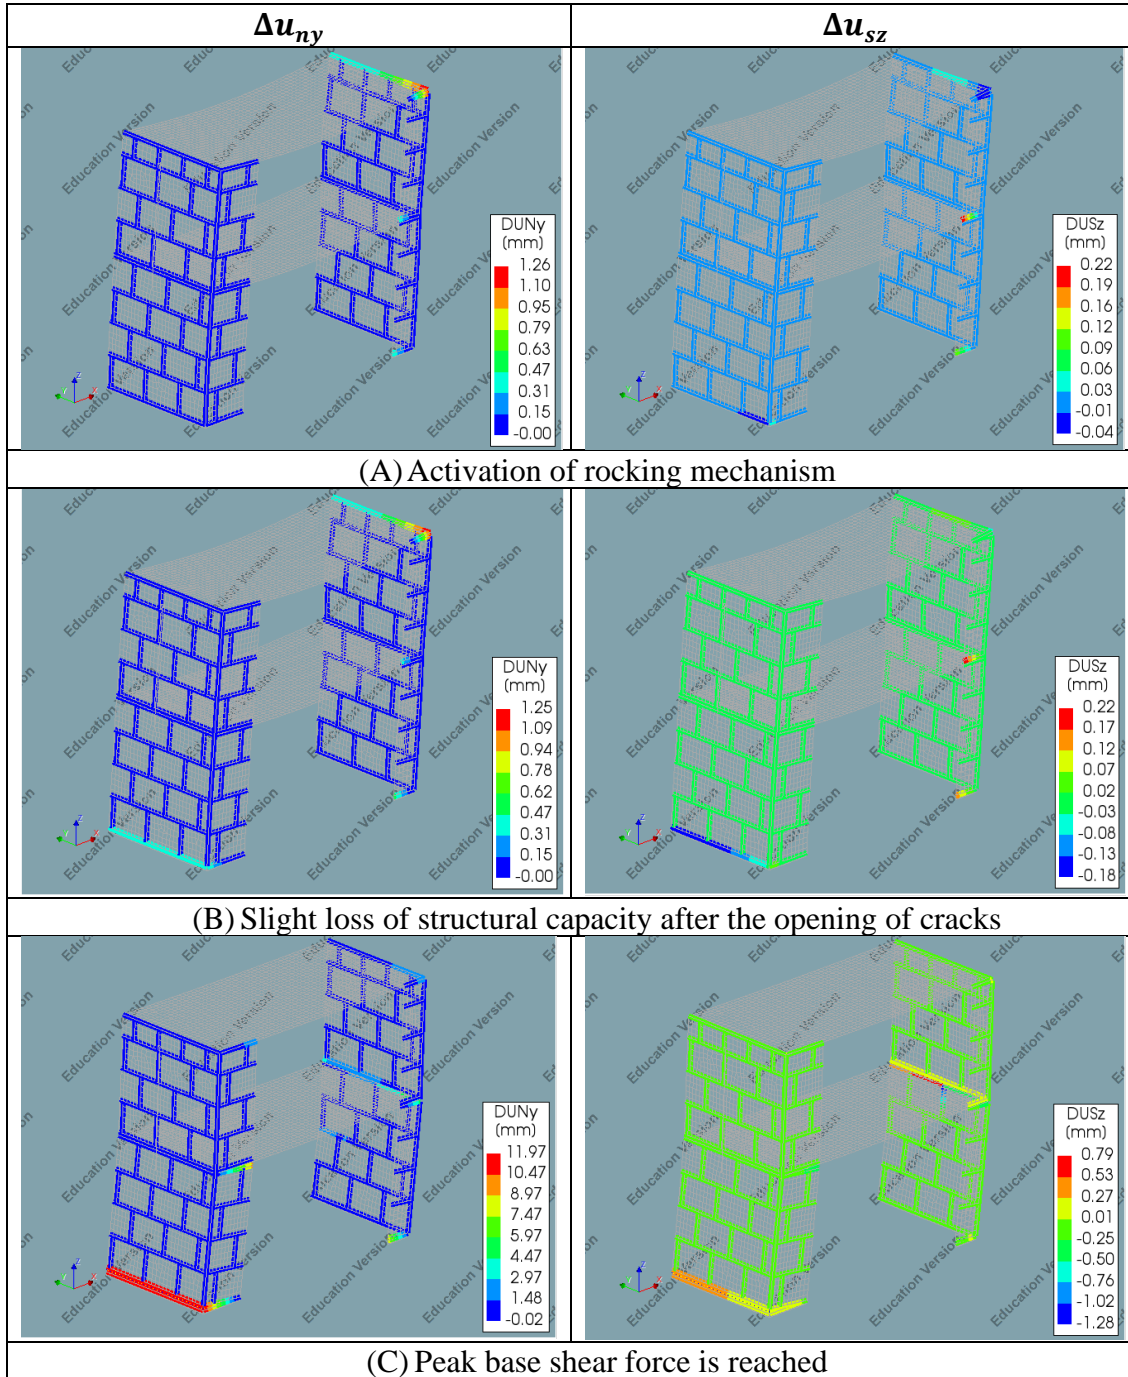 Δu_ny Δu_sz
Education Version
DUNy
(mm)
1.26
1.10
0.95
0.79
0.63
0.47
0.31
0.15
-0.00
DUSz
(mm)
0.22
0.19
0.16
0.12
0.09
0.06
0.03
-0.01
-0.04
(A) Activation of rocking mechanism
Education Version
DUNy
(mm)
1.25
1.09
0.94
0.78
0.62
0.47
0.31
0.15
-0.00
DUSz
(mm)
0.22
0.17
0.12
0.07
0.02
-0.03
-0.08
-0.13
-0.18
(B) Slight loss of structural capacity after the opening of cracks
Education Version
DUNy
(mm)
11.97
10.47
8.97
7.47
5.97
4.47
2.97
1.48
-0.02
DUSz
(mm)
0.79
0.53
0.27
0.01
-0.25
-0.50
-0.76
-1.02
-1.28
(C) Peak base shear force is reached